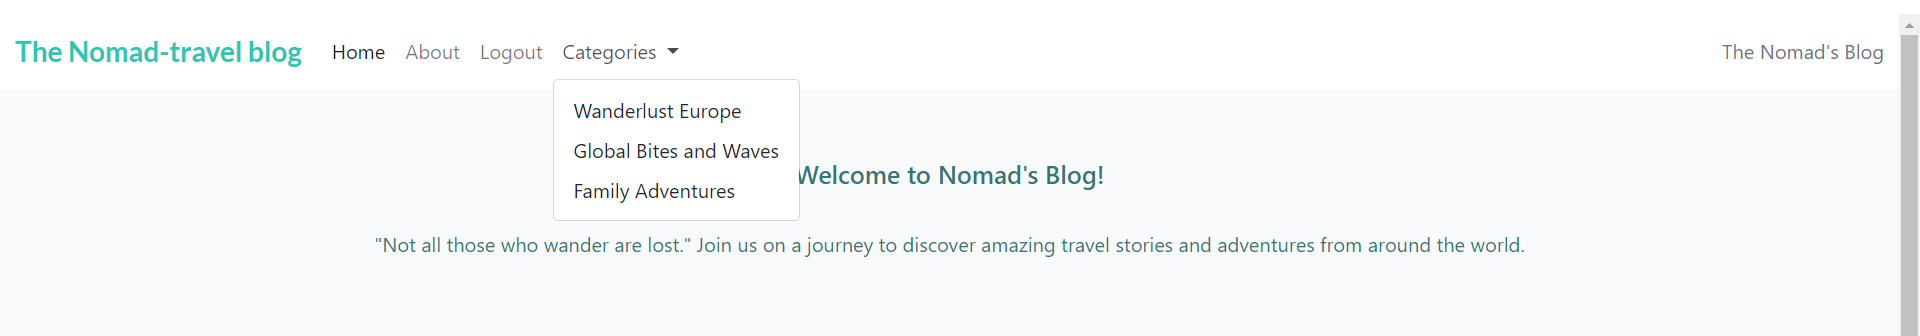 The Nomad-travel blog Home About Logout Categories The Nomad's Blog
Wanderlust Europe
Global Bites and Waves
Family Adventures
Welcome to Nomad's Blog!
"Not all those who wander are lost." Join us on a journey to discover amazing travel stories and adventures from around the world.